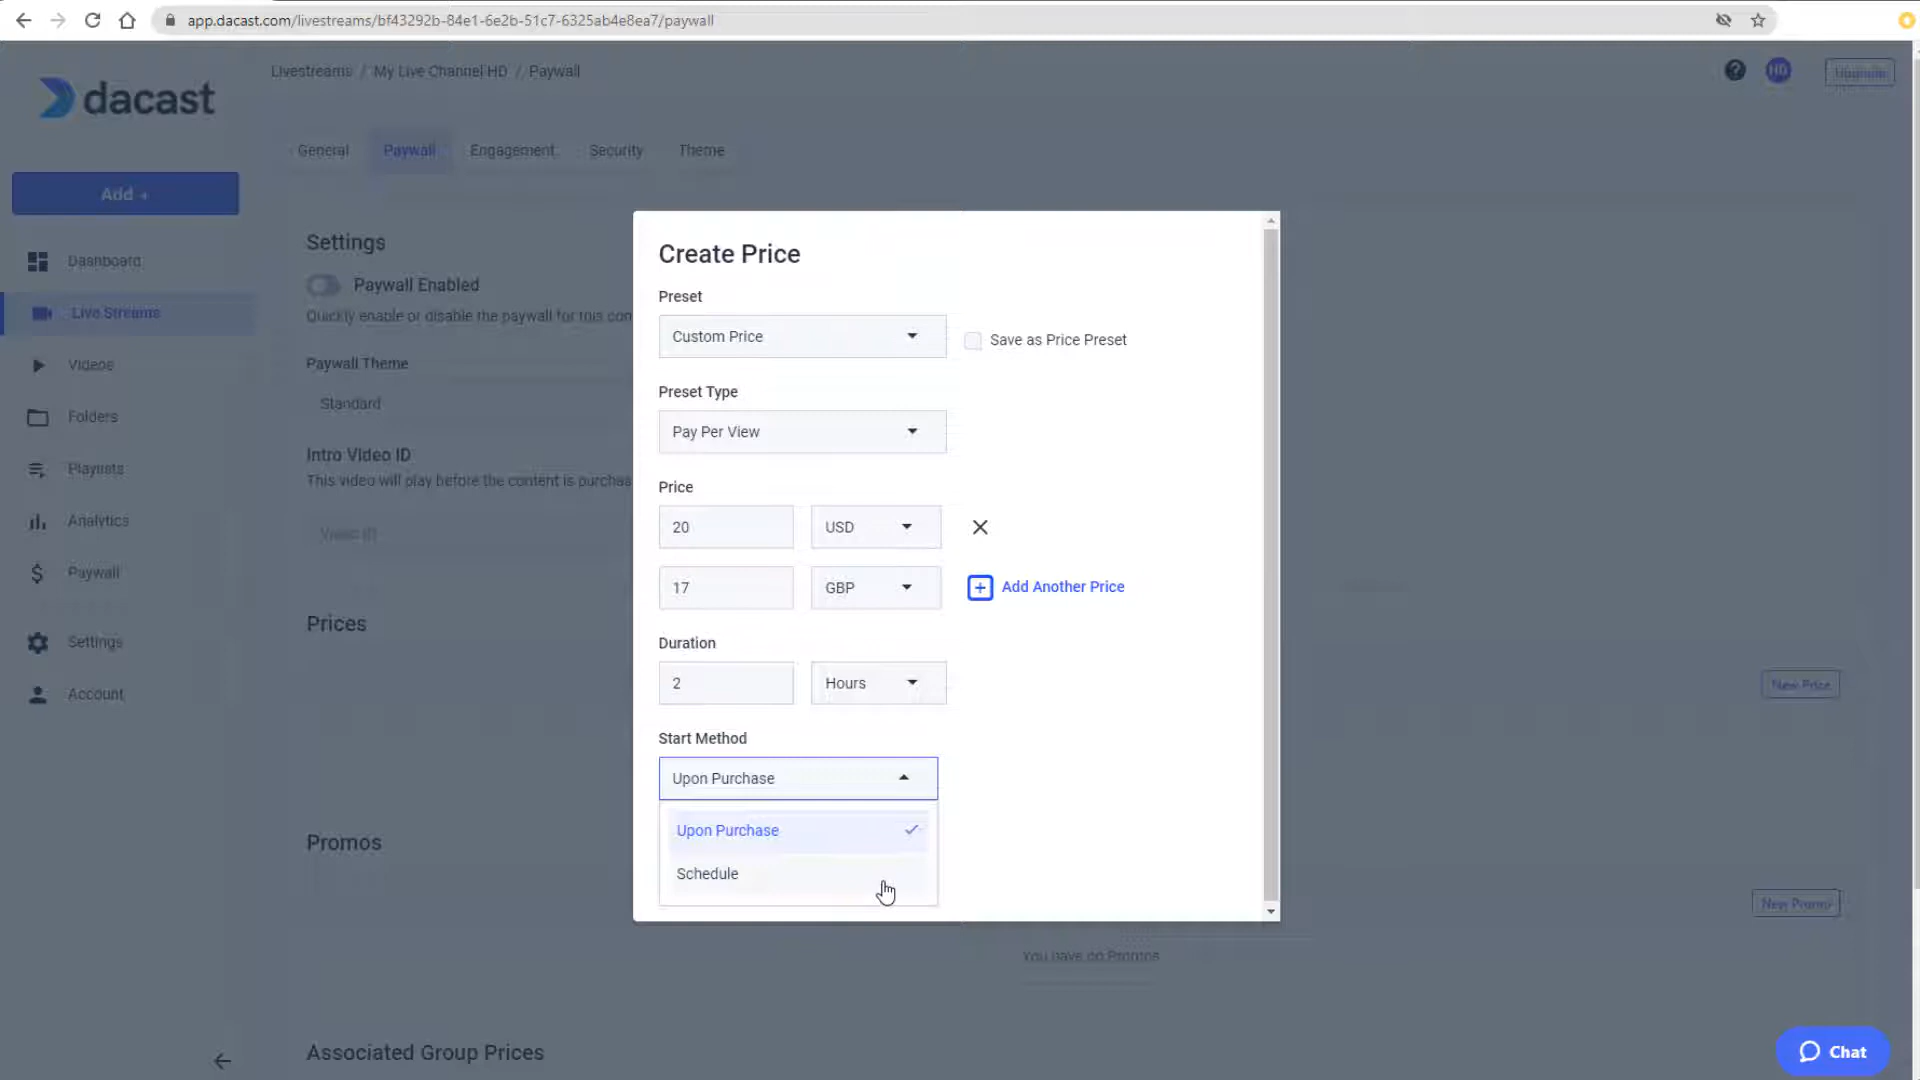 app.dacast.com/livestreams/bf43292b-84e1-6e2b-51c7-6325ab4e8ea7/paywall
Livestreams / My Live Channel HD / Paywall
HD
Upgrade
dacast
General Paywall Engagement Security Theme
Add +
Dashboard
Live Streams
Videos
Folders
Playlists
Analytics
Paywall
Settings
Account
Settings
Paywall Enabled
Quickly enable or disable the paywall for this con
Paywall Theme
Standard
Intro Video ID
This video will play before the content is purchas
Video ID
Prices
New Price
Promos
New Promo
You have no Promos
Associated Group Prices
Create Price
Preset
Custom Price
Save as Price Preset
Preset Type
Pay Per View
Price
20 USD
17 GBP
Add Another Price
Duration
2 Hours
Start Method
Upon Purchase
Upon Purchase
Schedule
Chat